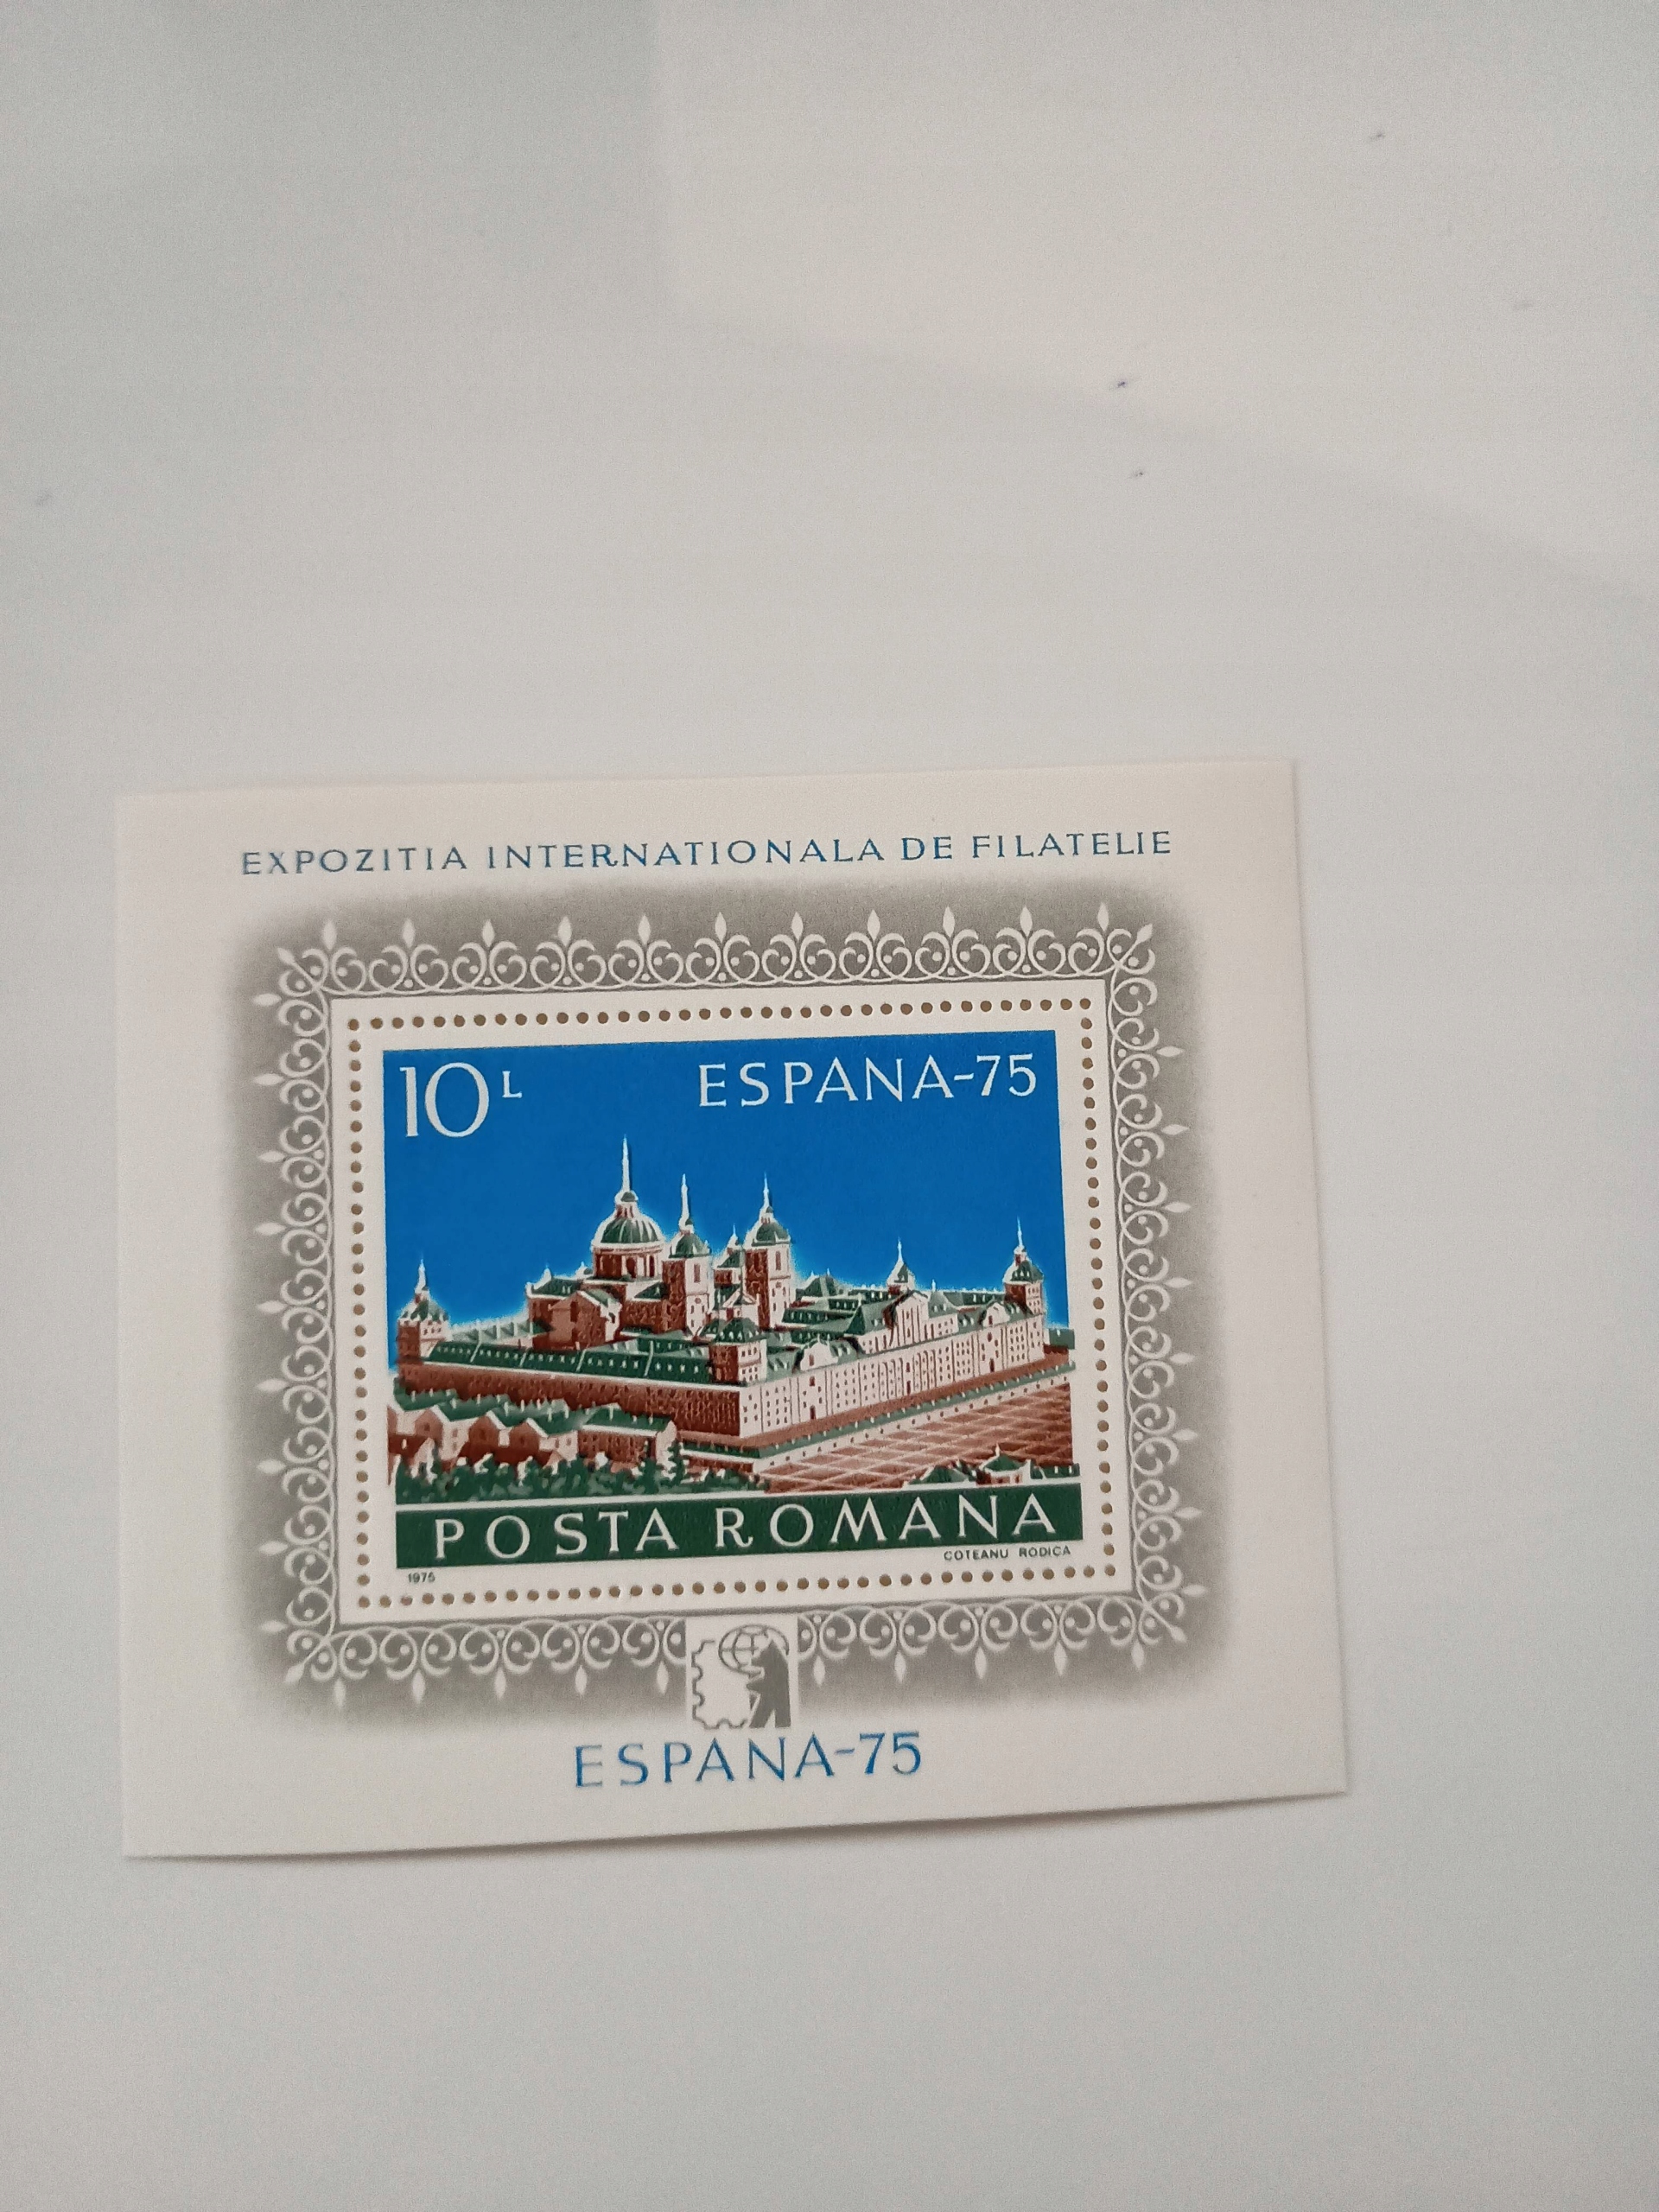 EXPOZITIA INTERNATIONALA DE FILATELIE
10L ESPANA-75
POSTA ROMANA
1975 COTEANU RODICA
ESPANA-75